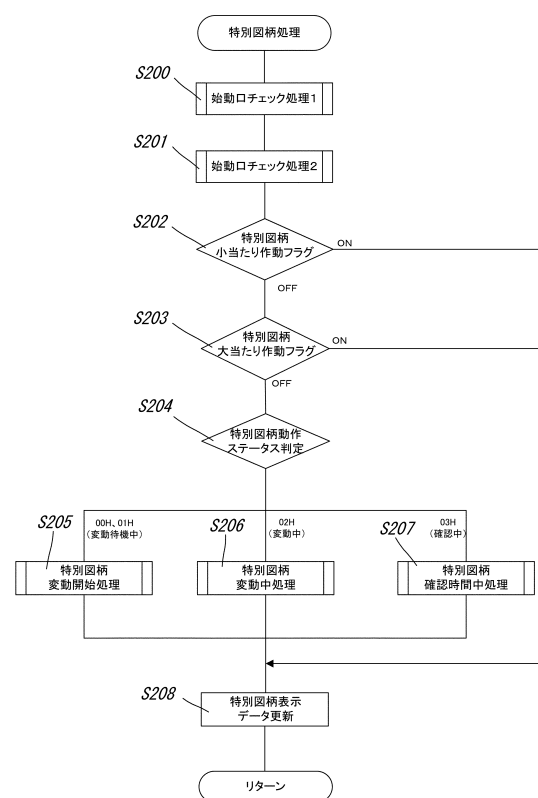 特別図柄処理
S200
始動口チェック処理1
S201
始動口チェック処理2
S202
特別図柄
小当たり作動フラグ
ON
OFF
S203
特別図柄
大当たり作動フラグ
ON
OFF
S204
特別図柄動作
ステータス判定
S205
00H、01H
(変動待機中)
特別図柄
変動開始処理
S206
02H
(変動中)
特別図柄
変動中処理
S207
03H
(確認中)
特別図柄
確認時間中処理
S208
特別図柄表示
データ更新
リターン